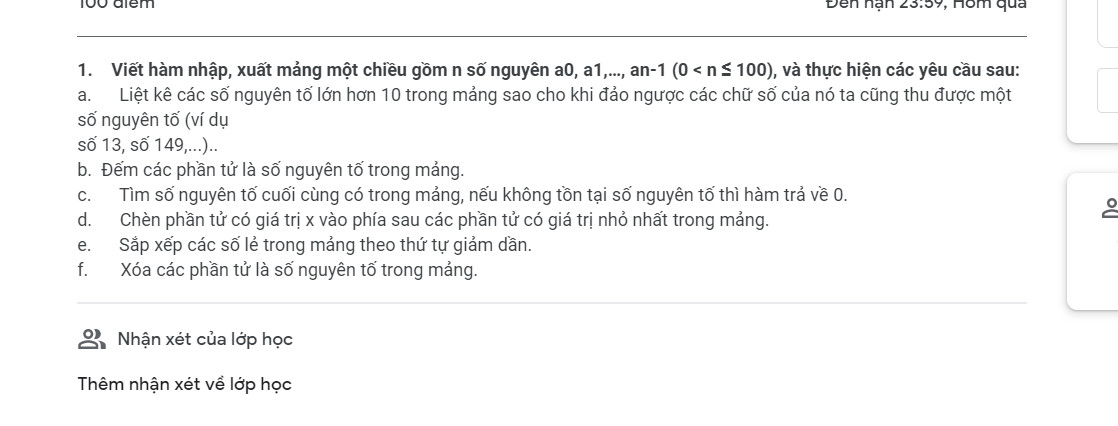 100 điểm
Đến hạn 23:59, Hôm qua
1. Viết hàm nhập, xuất mảng một chiều gồm n số nguyên a0, a1,..., an-1 (0 < n ≤ 100), và thực hiện các yêu cầu sau:
a. Liệt kê các số nguyên tố lớn hơn 10 trong mảng sao cho khi đảo ngược các chữ số của nó ta cũng thu được một
số nguyên tố (ví dụ
số 13, số 149,...)..
b. Đếm các phần tử là số nguyên tố trong mảng.
c. Tìm số nguyên tố cuối cùng có trong mảng, nếu không tồn tại số nguyên tố thì hàm trả về 0.
d. Chèn phần tử có giá trị x vào phía sau các phần tử có giá trị nhỏ nhất trong mảng.
e. Sắp xếp các số lẻ trong mảng theo thứ tự giảm dần.
f. Xóa các phần tử là số nguyên tố trong mảng.
Nhận xét của lớp học
Thêm nhận xét về lớp học